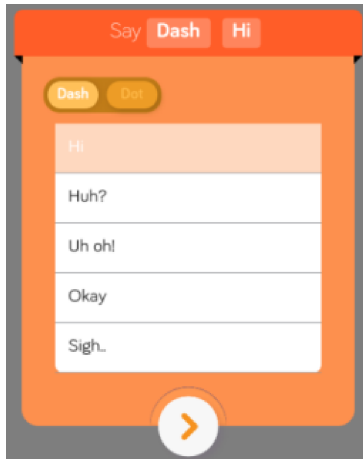 Say Dash Hi
Dash Dot
Hi
Huh?
Uh oh!
Okay
Sigh..